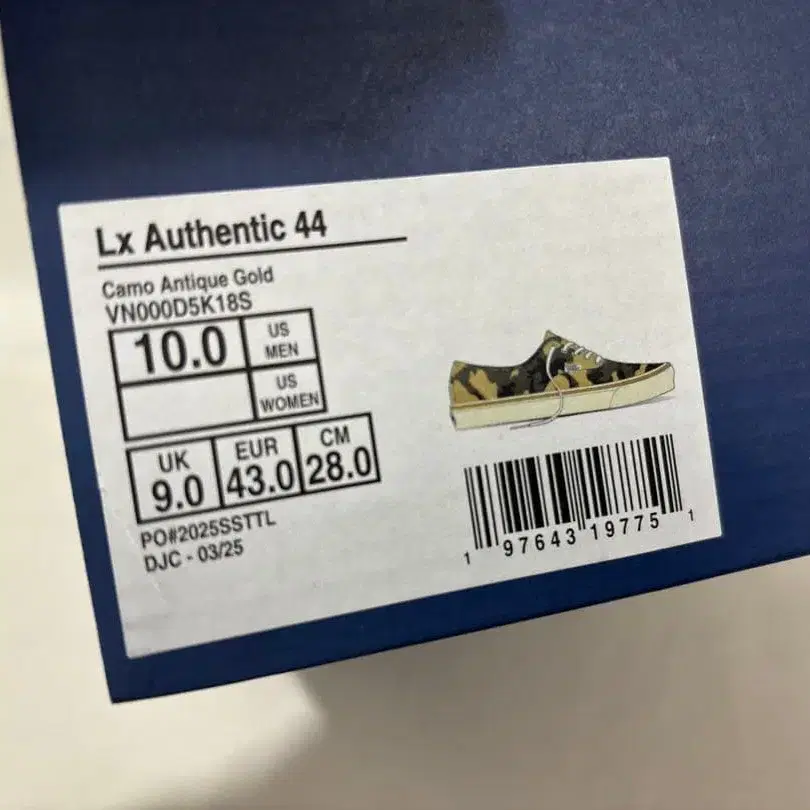 Lx Authentic 44
Camo Antique Gold
VN000D5K18S
10.0 US MEN
US WOMEN
UK EUR CM
9.0 43.0 28.0
PO#2025SSTTL
DJC - 03/25
1 97643 19775 1